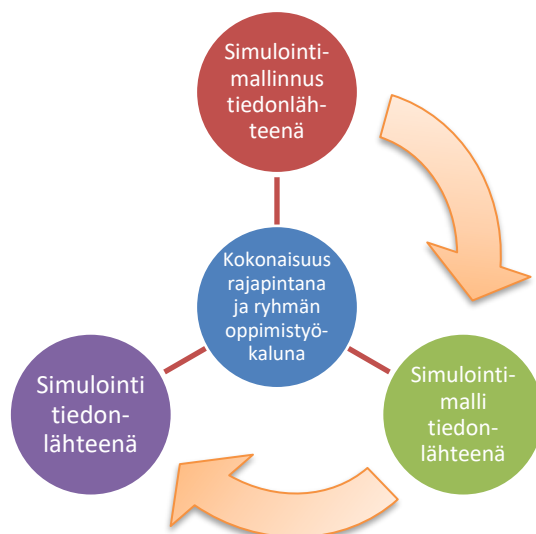 Simulointi-
mallinnus
tiedonläh-
teenä
Kokonaisuus
rajapintana
ja ryhmän
oppimistyö-
kaluna
Simulointi
tiedon-
lähteenä
Simulointi-
malli
tiedon-
lähteenä